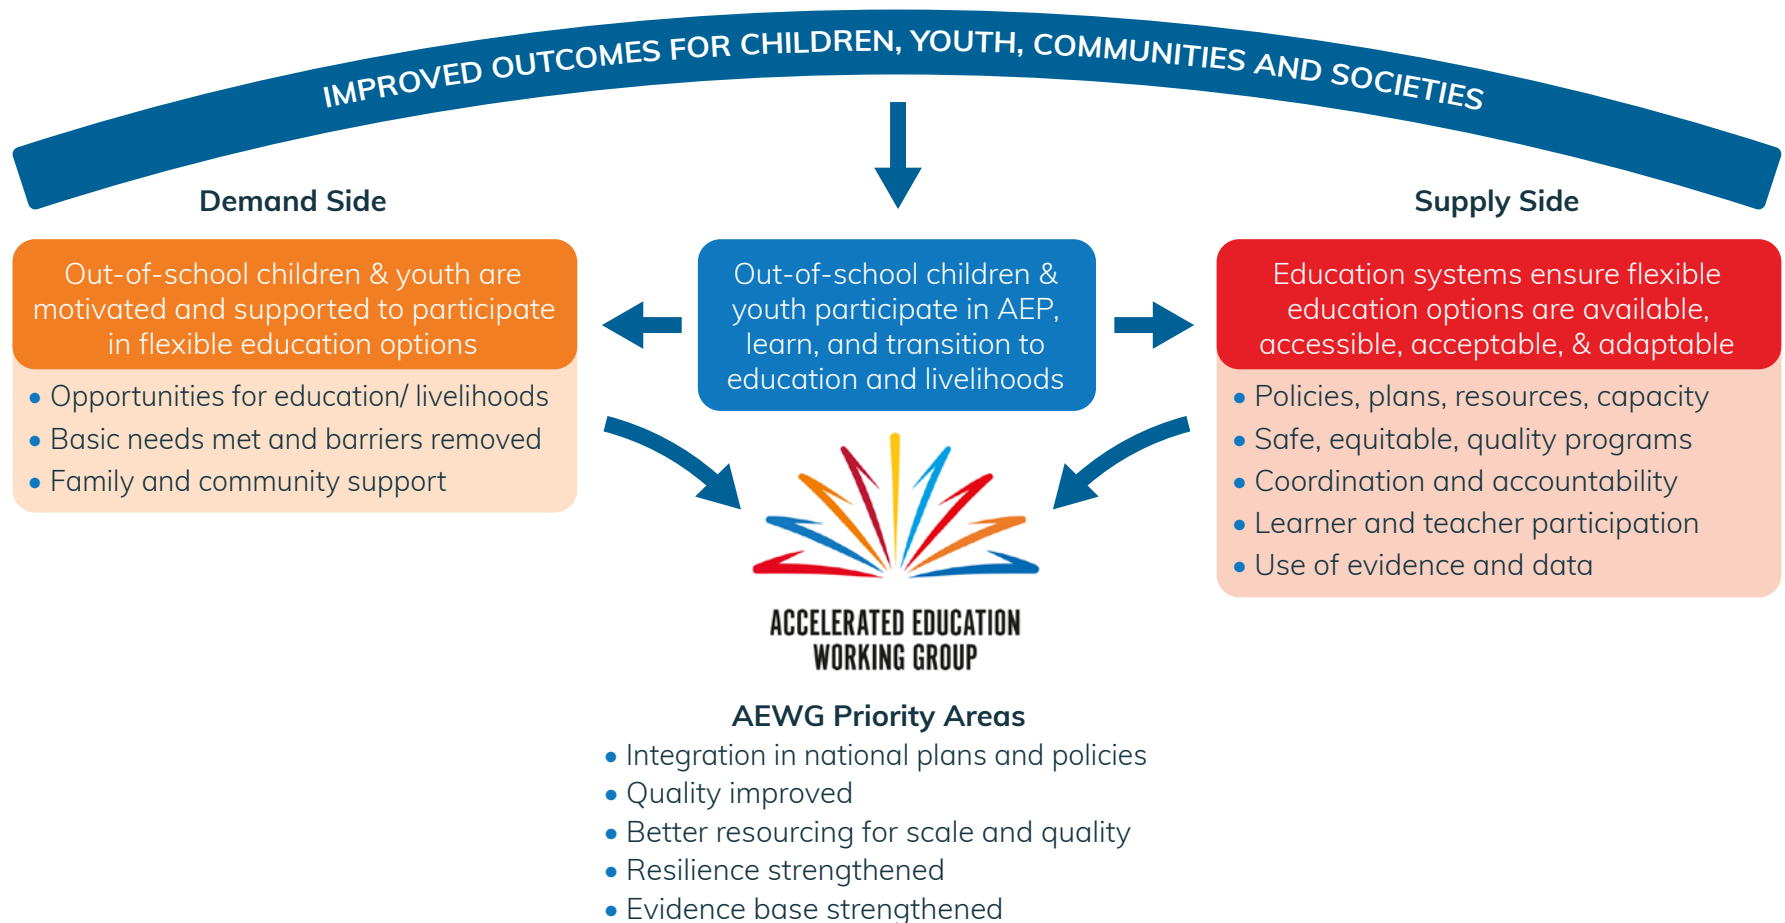 IMPROVED OUTCOMES FOR CHILDREN, YOUTH, COMMUNITIES AND SOCIETIES
Demand Side
Out-of-school children & youth are
motivated and supported to participate
in flexible education options
• Opportunities for education/ livelihoods
• Basic needs met and barriers removed
• Family and community support
Out-of-school children &
youth participate in AEP,
learn, and transition to
education and livelihoods
Supply Side
Education systems ensure flexible
education options are available,
accessible, acceptable, & adaptable
• Policies, plans, resources, capacity
• Safe, equitable, quality programs
• Coordination and accountability
• Learner and teacher participation
• Use of evidence and data
ACCELERATED EDUCATION
WORKING GROUP
AEWG Priority Areas
• Integration in national plans and policies
• Quality improved
• Better resourcing for scale and quality
• Resilience strengthened
• Evidence base strengthened